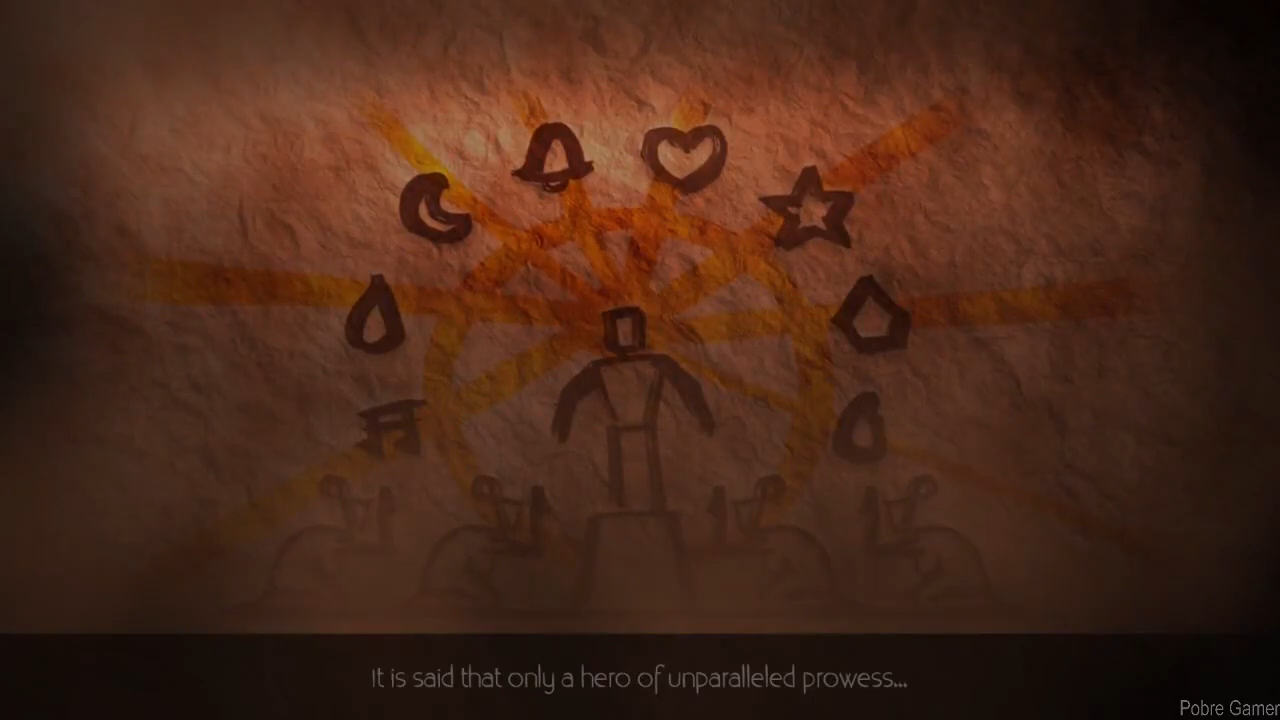 It is said that only a hero of unparalleled prowess...
Pobre Gamer